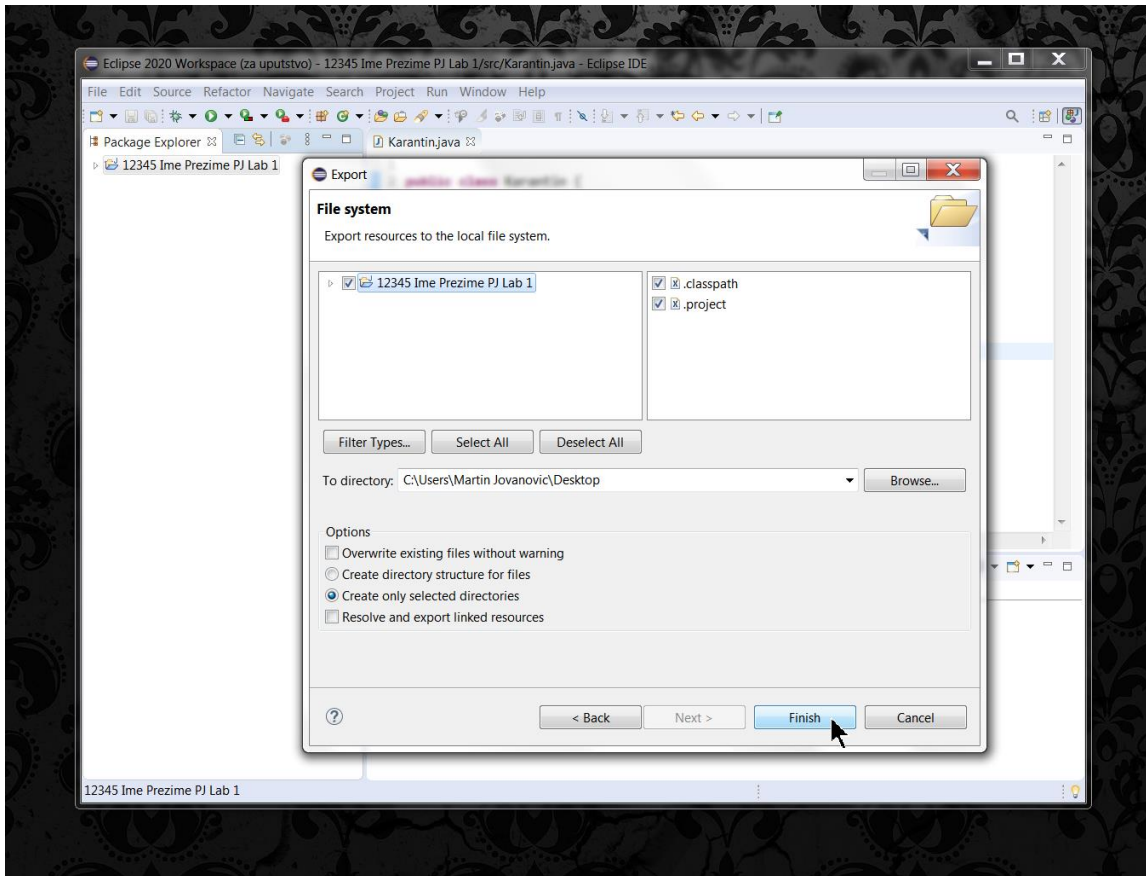 Eclipse 2020 Workspace (za uputstvo) - 12345 Ime Prezime PJ Lab 1/src/Karantin.java - Eclipse IDE
File Edit Source Refactor Navigate Search Project Run Window Help
Package Explorer
Karantin.java
12345 Ime Prezime PJ Lab 1
Export
public class Karantin {
File system
Export resources to the local file system.
12345 Ime Prezime PJ Lab 1
.classpath
.project
Filter Types...
Select All
Deselect All
To directory: C:\Users\Martin Jovanovic\Desktop
Browse...
Options
Overwrite existing files without warning
Create directory structure for files
Create only selected directories
Resolve and export linked resources
< Back
Next >
Finish
Cancel
12345 Ime Prezime PJ Lab 1